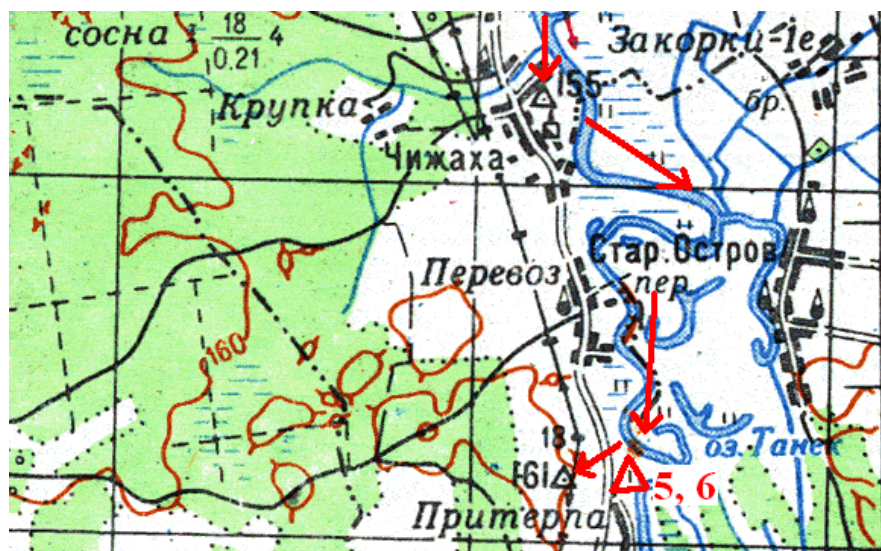 сосна 18 4
0.21
Закорки-1е
155
Крупка
бр.
Чижаха
Стар. Остров
Перевоз
пер.
160
18
оз. Танек
161
5, 6
Притерпа